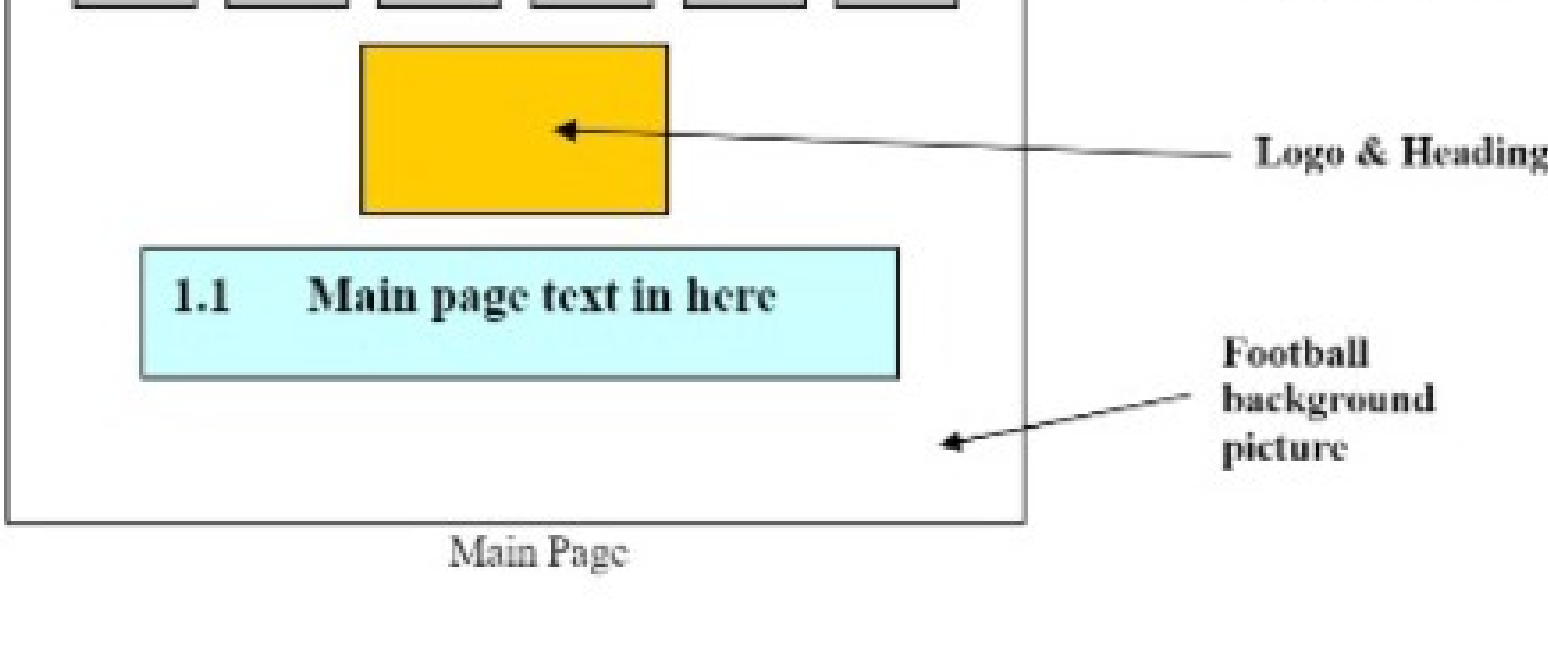 Logo & Heading
1.1 Main page text in here
Football
background
picture
Main Page